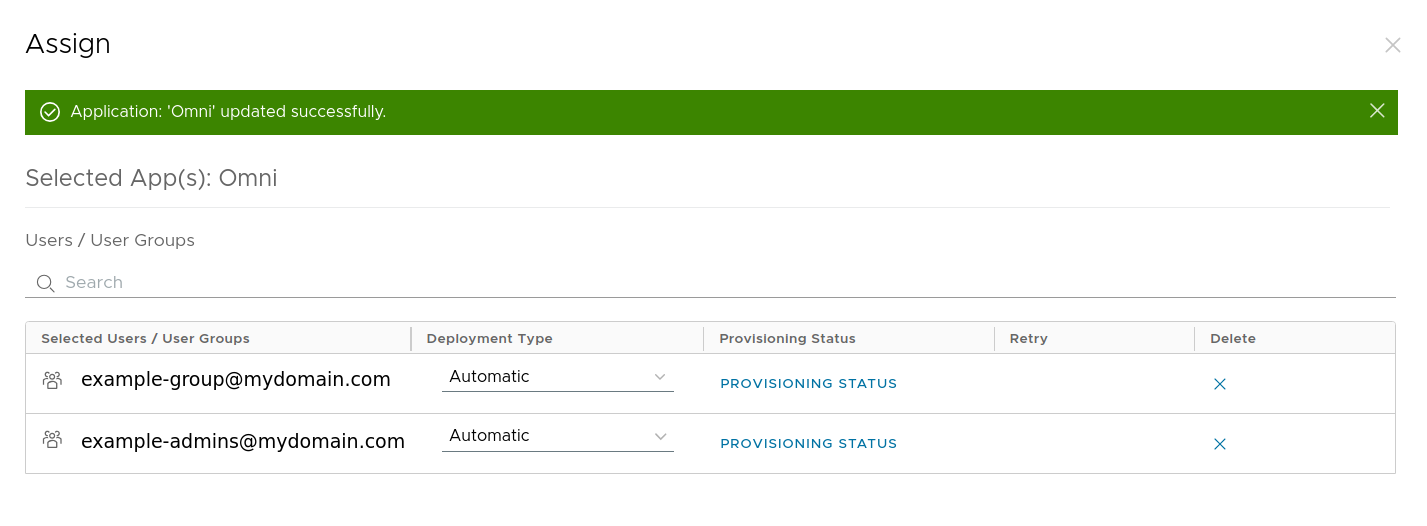 Assign
Application: 'Omni' updated successfully.
Selected App(s): Omni
Users / User Groups
Search
Selected Users / User Groups Deployment Type Provisioning Status Retry Delete
example-group@mydomain.com Automatic PROVISIONING STATUS
example-admins@mydomain.com Automatic PROVISIONING STATUS